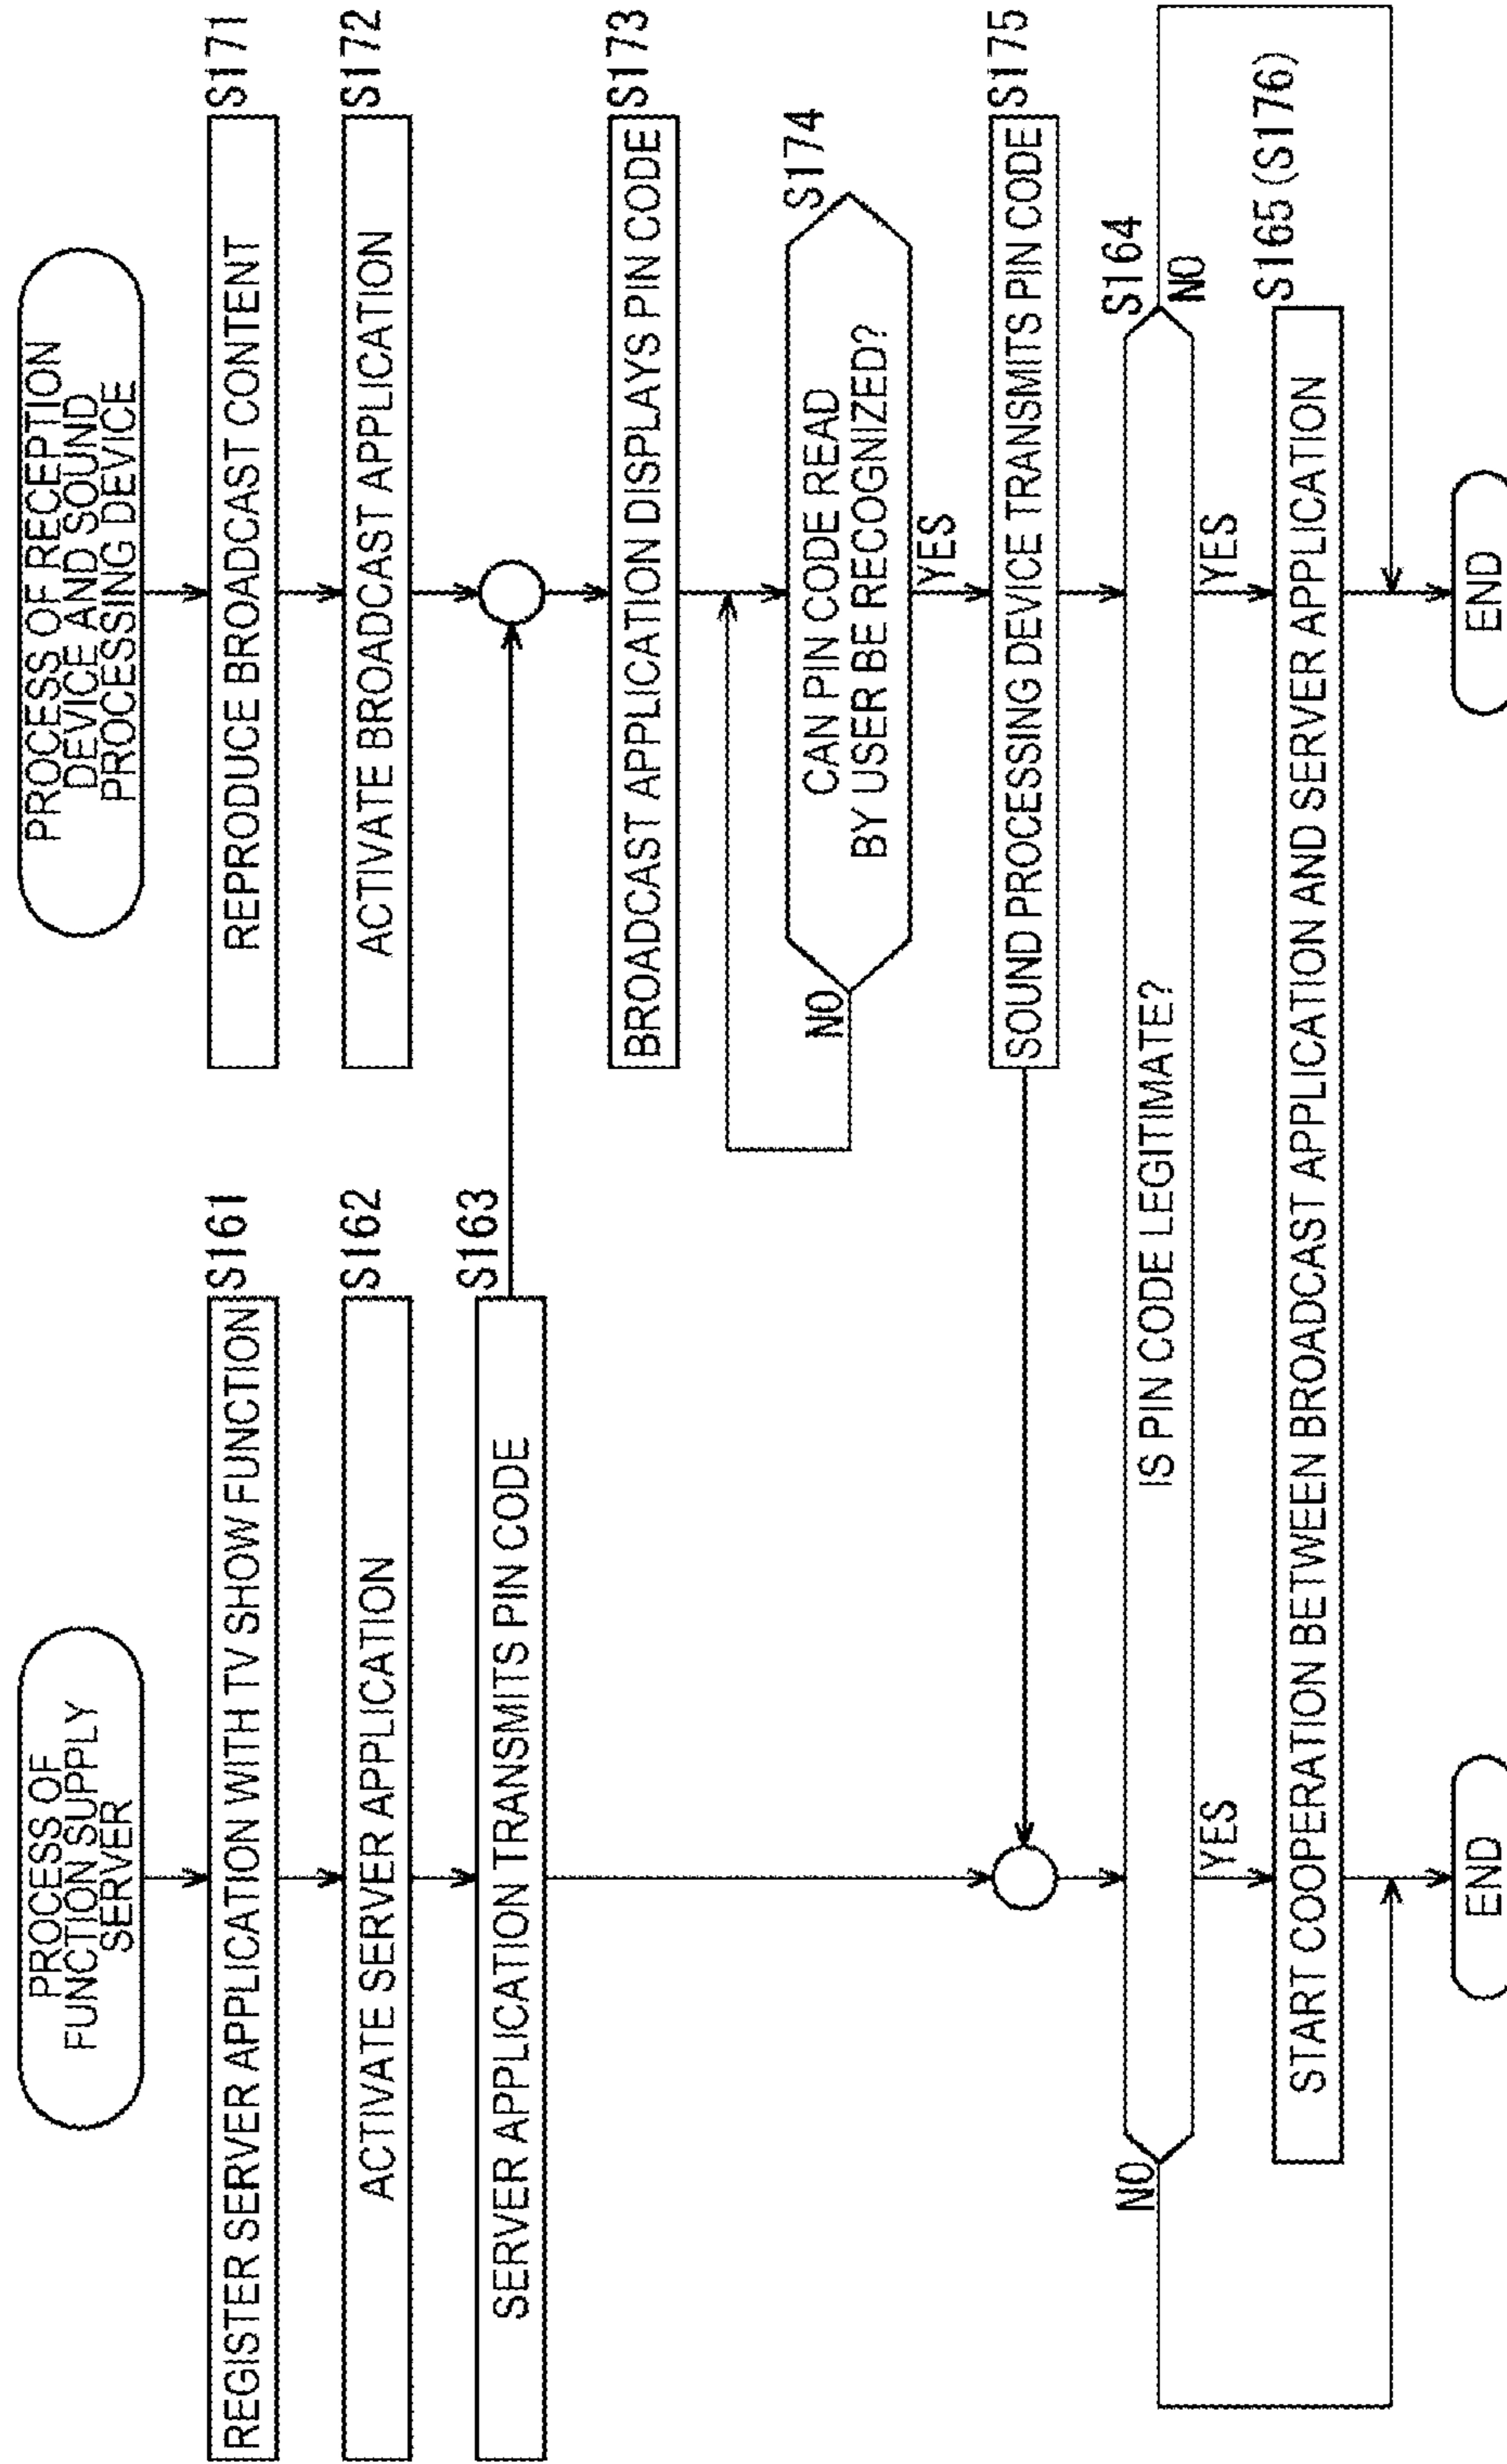 PROCESS OF
FUNCTION SUPPLY
SERVER
REGISTER SERVER APPLICATION WITH TV SHOW FUNCTION
S161
ACTIVATE SERVER APPLICATION
S162
SERVER APPLICATION TRANSMITS PIN CODE
S163
PROCESS OF RECEPTION
DEVICE AND SOUND
PROCESSING DEVICE
REPRODUCE BROADCAST CONTENT
S171
ACTIVATE BROADCAST APPLICATION
S172
BROADCAST APPLICATION DISPLAYS PIN CODE
S173
CAN PIN CODE READ
BY USER BE RECOGNIZED?
S174
NO
YES
SOUND PROCESSING DEVICE TRANSMITS PIN CODE
S175
IS PIN CODE LEGITIMATE?
S164
NO
NO
YES
YES
START COOPERATION BETWEEN BROADCAST APPLICATION AND SERVER APPLICATION
S165 (S176)
END
END